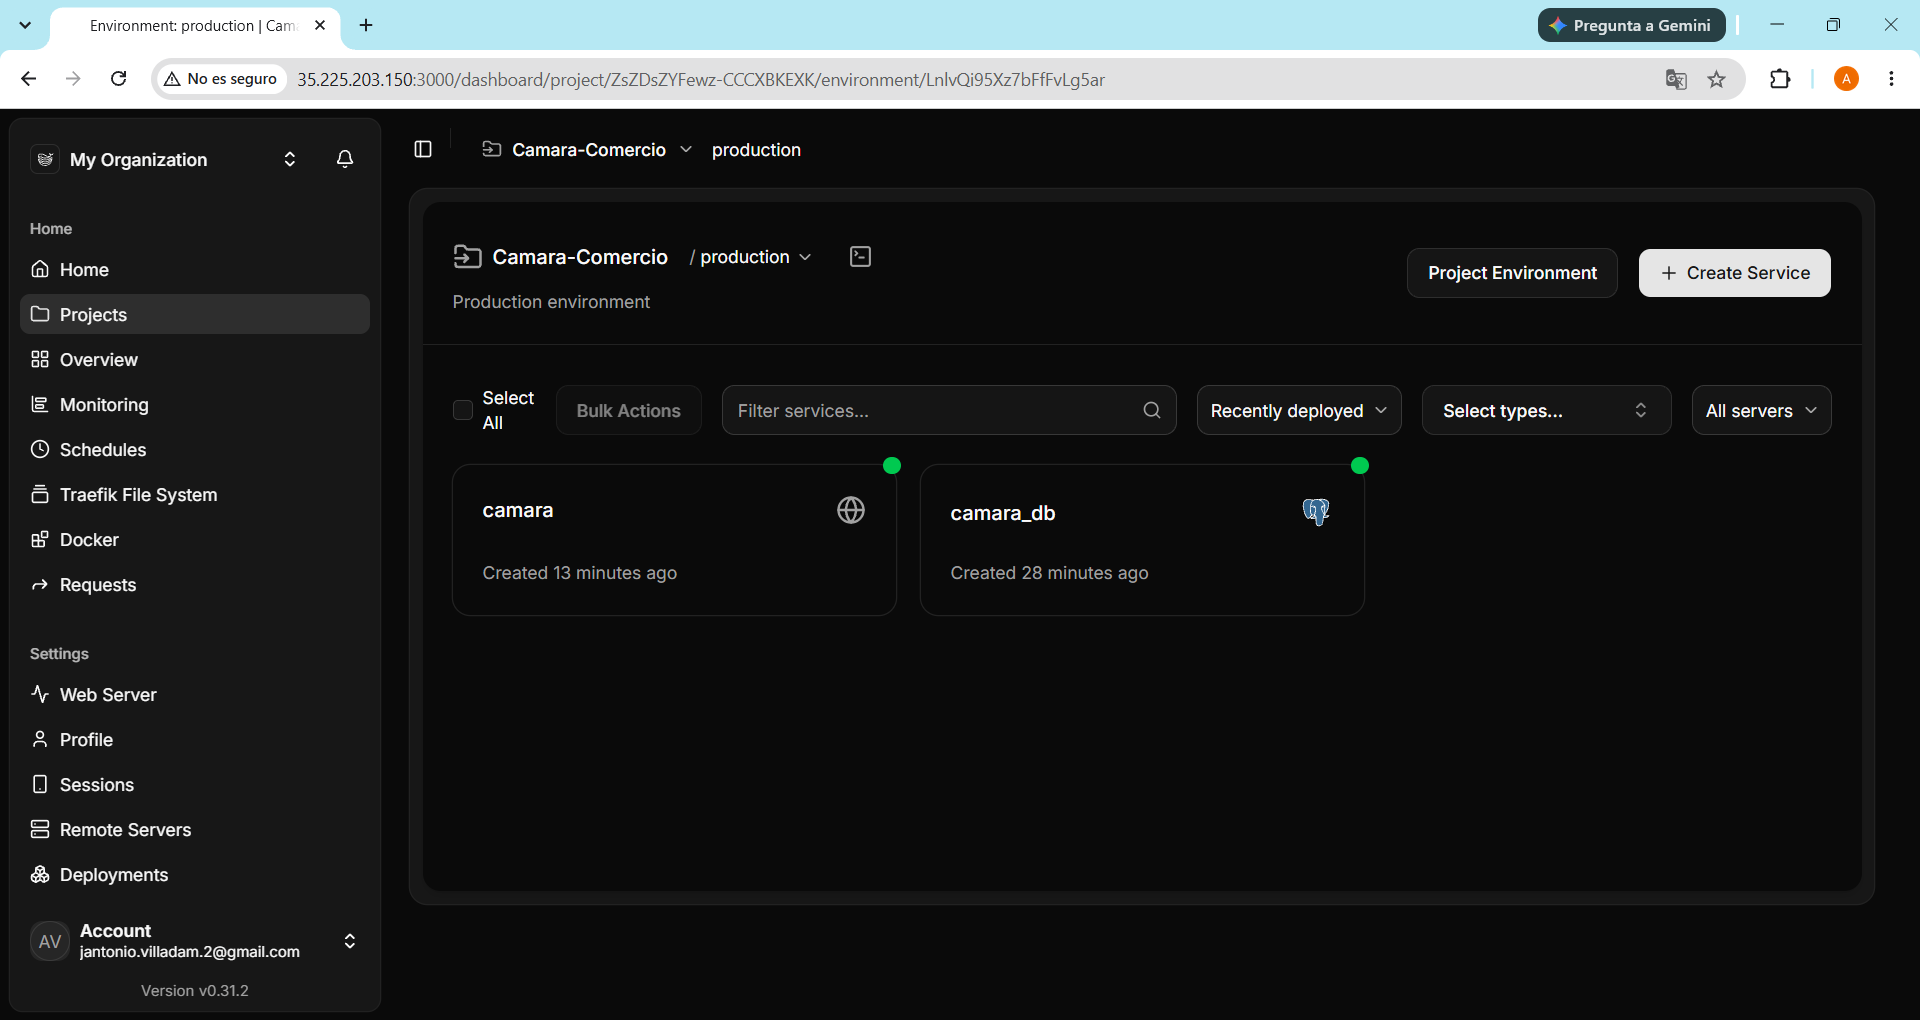 Environment: production | Cam
Pregunta a Gemini
No es seguro
35.225.203.150:3000/dashboard/project/ZsZDsZYFewz-CCCXBKEXK/environment/LnlvQi95Xz7bFfFvLg5ar
A
My Organization
Home
Home
Projects
Overview
Monitoring
Schedules
Traefik File System
Docker
Requests
Settings
Web Server
Profile
Sessions
Remote Servers
Deployments
AV
Account
jantonio.villadam.2@gmail.com
Version v0.31.2
Camara-Comercio
production
Camara-Comercio / production
Production environment
Project Environment
+ Create Service
Select All
Bulk Actions
Filter services...
Recently deployed
Select types...
All servers
camara
Created 13 minutes ago
camara_db
Created 28 minutes ago